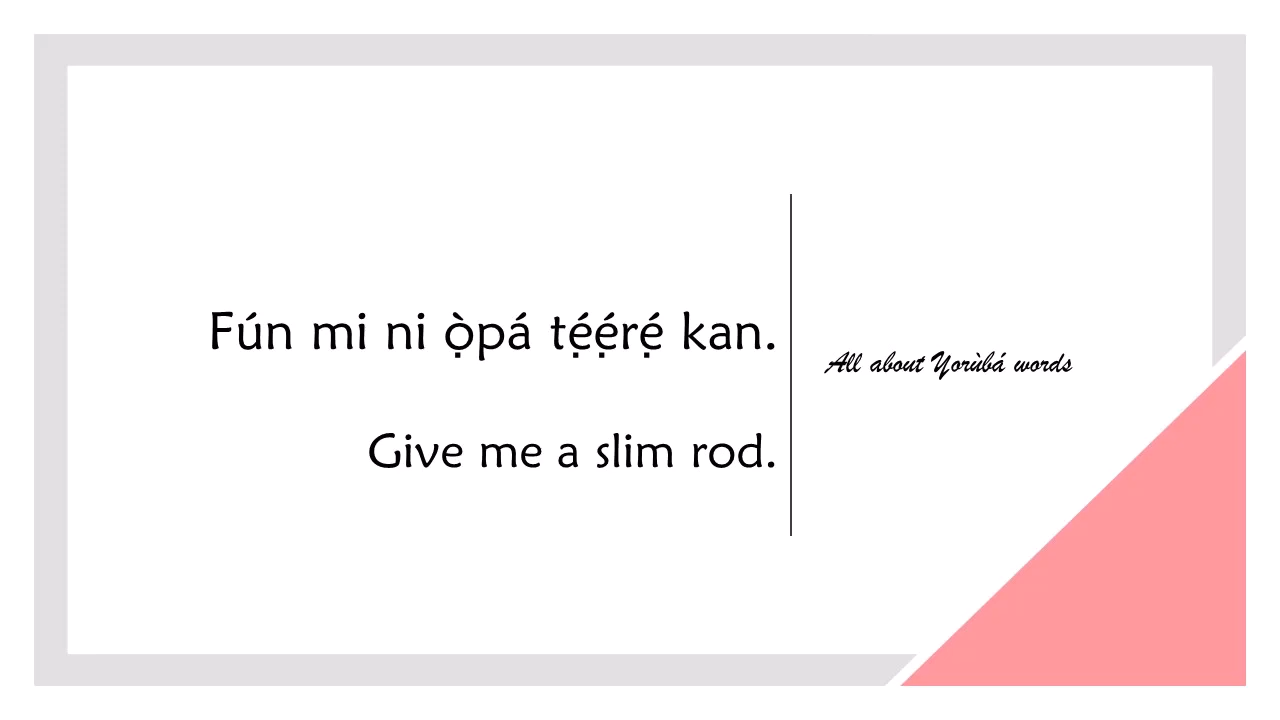 Fún mi ni ọ̀pá tẹ́ẹ́rẹ́ kan.
Give me a slim rod.
All about Yorùbá words